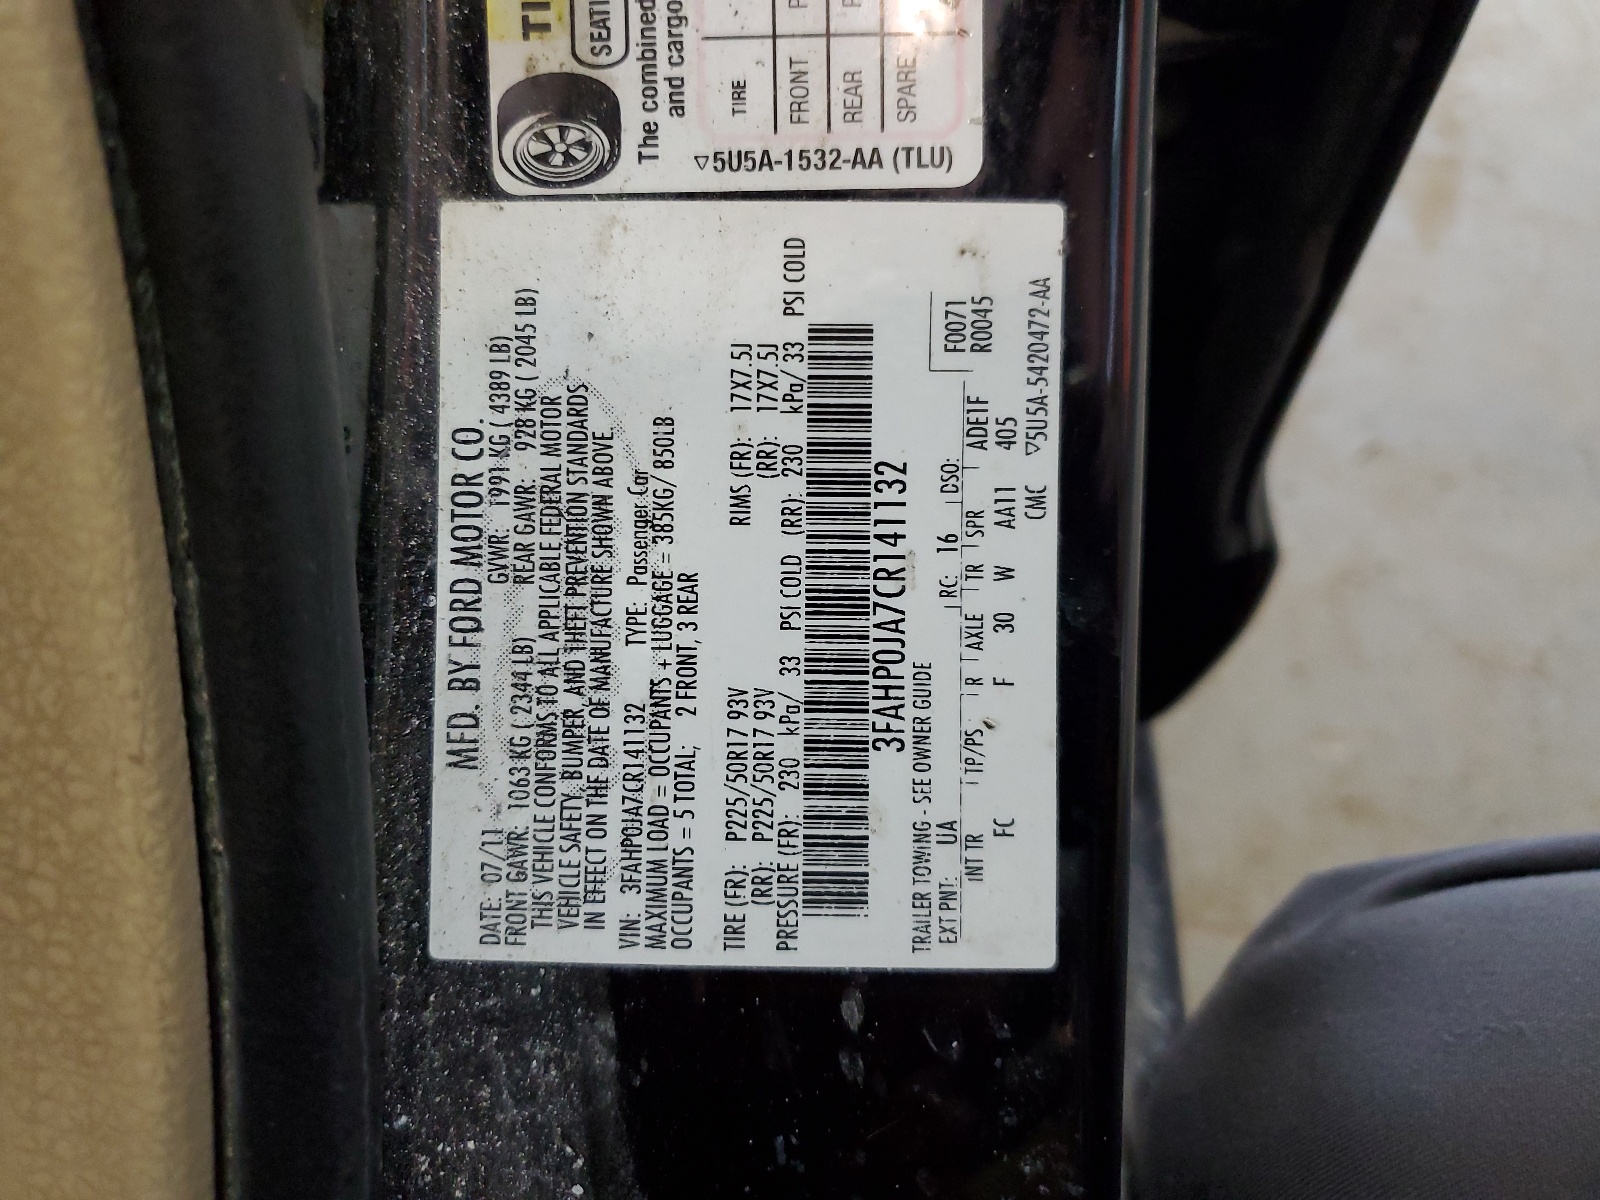 MFD. BY FORD MOTOR CO.
DATE: 07/11 GVWR: 1991 KG ( 4389 LB)
FRONT GAWR: 1063 KG ( 2344 LB) REAR GAWR: 928 KG ( 2045 LB)
THIS VEHICLE CONFORMS TO ALL APPLICABLE FEDERAL MOTOR
VEHICLE SAFETY, BUMPER, AND THEFT PREVENTION STANDARDS
IN EFFECT ON THE DATE OF MANUFACTURE SHOWN ABOVE.
VIN: 3FAHP0JA7CR141132 TYPE: Passenger Car
MAXIMUM LOAD = OCCUPANTS + LUGGAGE = 385KG/ 850LB
OCCUPANTS = 5 TOTAL; 2 FRONT, 3 REAR
TIRE (FR): P225/50R17 93V RIMS (FR): 17X7.5J
(RR): P225/50R17 93V (RR): 17X7.5J
PRESSURE (FR): 230 kPa/ 33 PSI COLD (RR): 230 kPa/ 33 PSI COLD
3FAHP0JA7CR141132
TRAILER TOWING - SEE OWNER GUIDE
EXT PNT: UA RC: 16 DSO: F0071
R0045
INT TR TP/PS R AXLE TR SPR ADE1F
FC F 30 W AA11 405
CMC ▽5U5A-5420472-AA
TI
SEATI
The combined
and cargo
TIRE
FRONT
REAR
SPARE
▽5U5A-1532-AA (TLU)